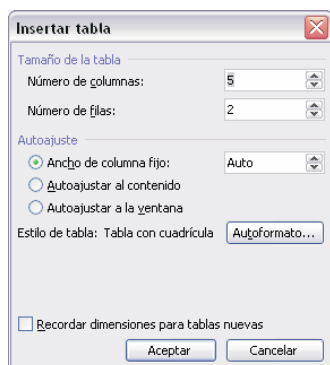 Insertar tabla
Tamaño de la tabla
Número de columnas: 5
Número de filas: 2
Autoajuste
Ancho de columna fijo: Auto
Autoajustar al contenido
Autoajustar a la ventana
Estilo de tabla: Tabla con cuadrícula Autoformato...
Recordar dimensiones para tablas nuevas
Aceptar Cancelar